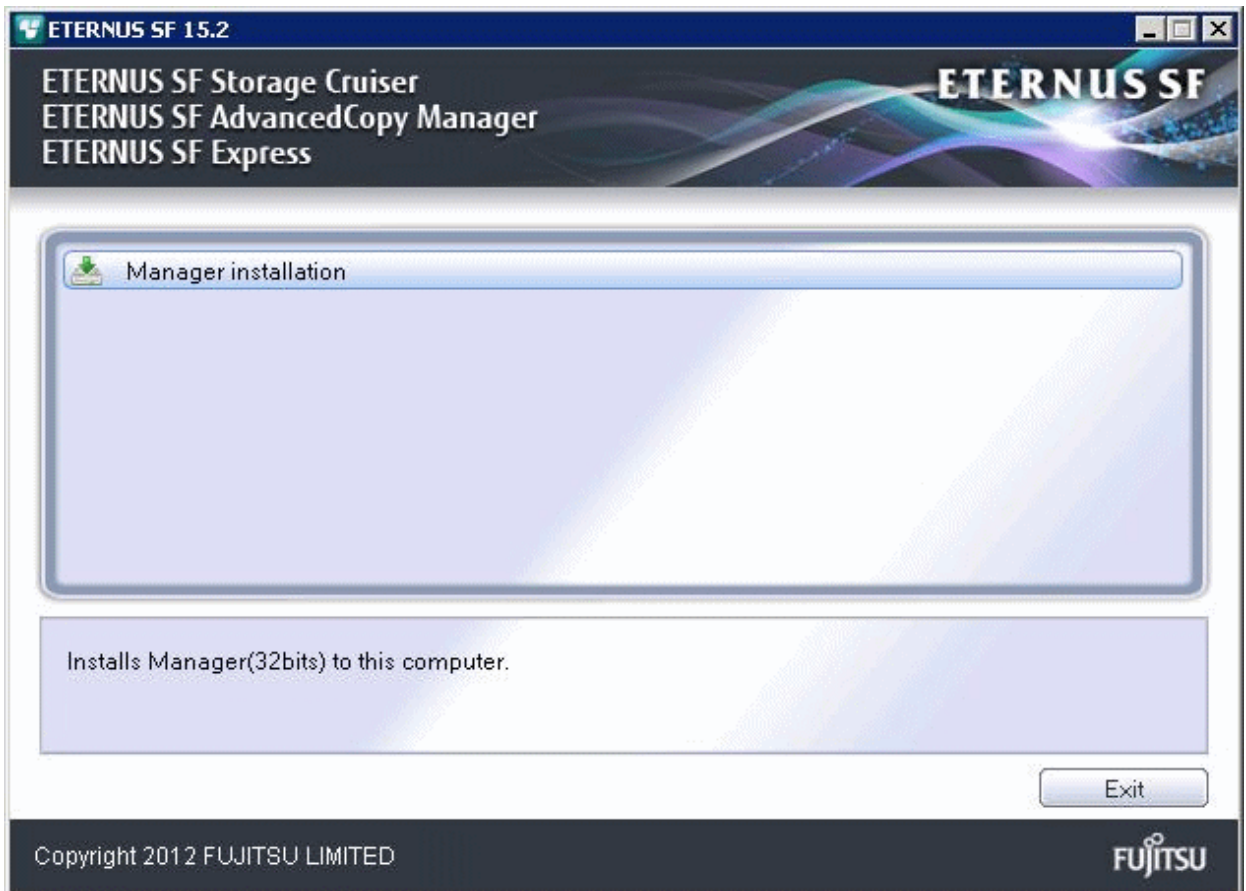 ETERNUS SF 15.2
ETERNUS SF Storage Cruiser
ETERNUS SF AdvancedCopy Manager
ETERNUS SF Express
ETERNUS SF
Manager installation
Installs Manager(32bits) to this computer.
Exit
Copyright 2012 FUJITSU LIMITED
FUJITSU